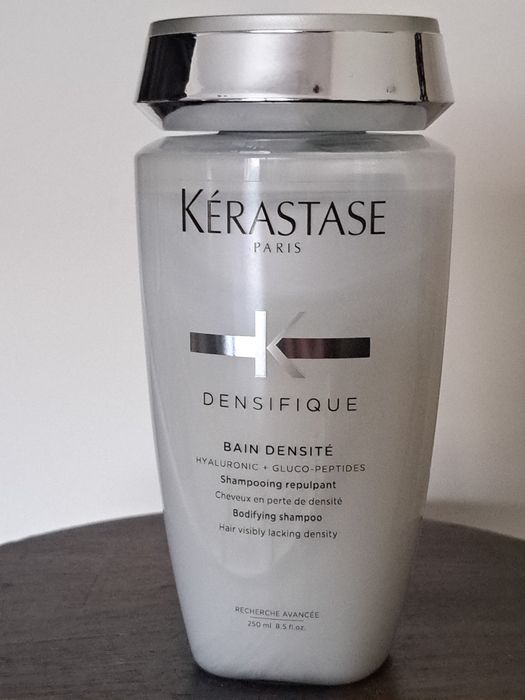 KÉRASTASE
PARIS
K
DENSIFIQUE
BAIN DENSITÉ
HYALURONIC + GLUCO-PEPTIDES
Shampooing repulpant
Cheveux en perte de densité
Bodifying shampoo
Hair visibly lacking density
RECHERCHE AVANCÉE
250 ml 8.5 fl.oz.